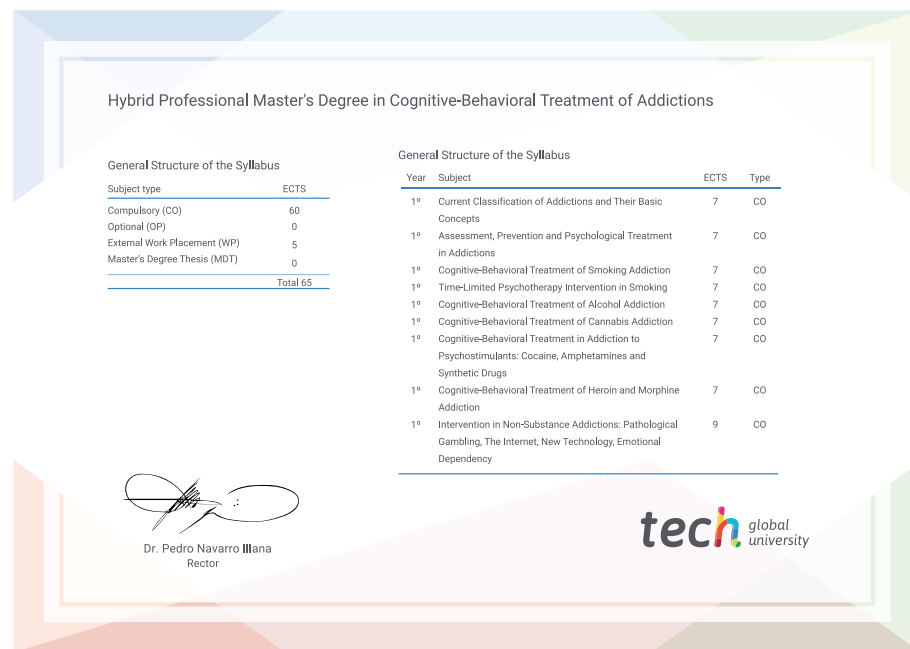 Hybrid Professional Master's Degree in Cognitive-Behavioral Treatment of Addictions
General Structure of the Syllabus
Subject type ECTS
Compulsory (CO) 60
Optional (OP) 0
External Work Placement (WP) 5
Master's Degree Thesis (MDT) 0
Total 65
General Structure of the Syllabus
Year Subject ECTS Type
1º Current Classification of Addictions and Their Basic 7 CO
Concepts
1º Assessment, Prevention and Psychological Treatment 7 CO
in Addictions
1º Cognitive-Behavioral Treatment of Smoking Addiction 7 CO
1º Time-Limited Psychotherapy Intervention in Smoking 7 CO
1º Cognitive-Behavioral Treatment of Alcohol Addiction 7 CO
1º Cognitive-Behavioral Treatment of Cannabis Addiction 7 CO
1º Cognitive-Behavioral Treatment in Addiction to 7 CO
Psychostimulants: Cocaine, Amphetamines and
Synthetic Drugs
1º Cognitive-Behavioral Treatment of Heroin and Morphine 7 CO
Addiction
1º Intervention in Non-Substance Addictions: Pathological 9 CO
Gambling, The Internet, New Technology, Emotional
Dependency
Dr. Pedro Navarro Illana
Rector
tech global
university